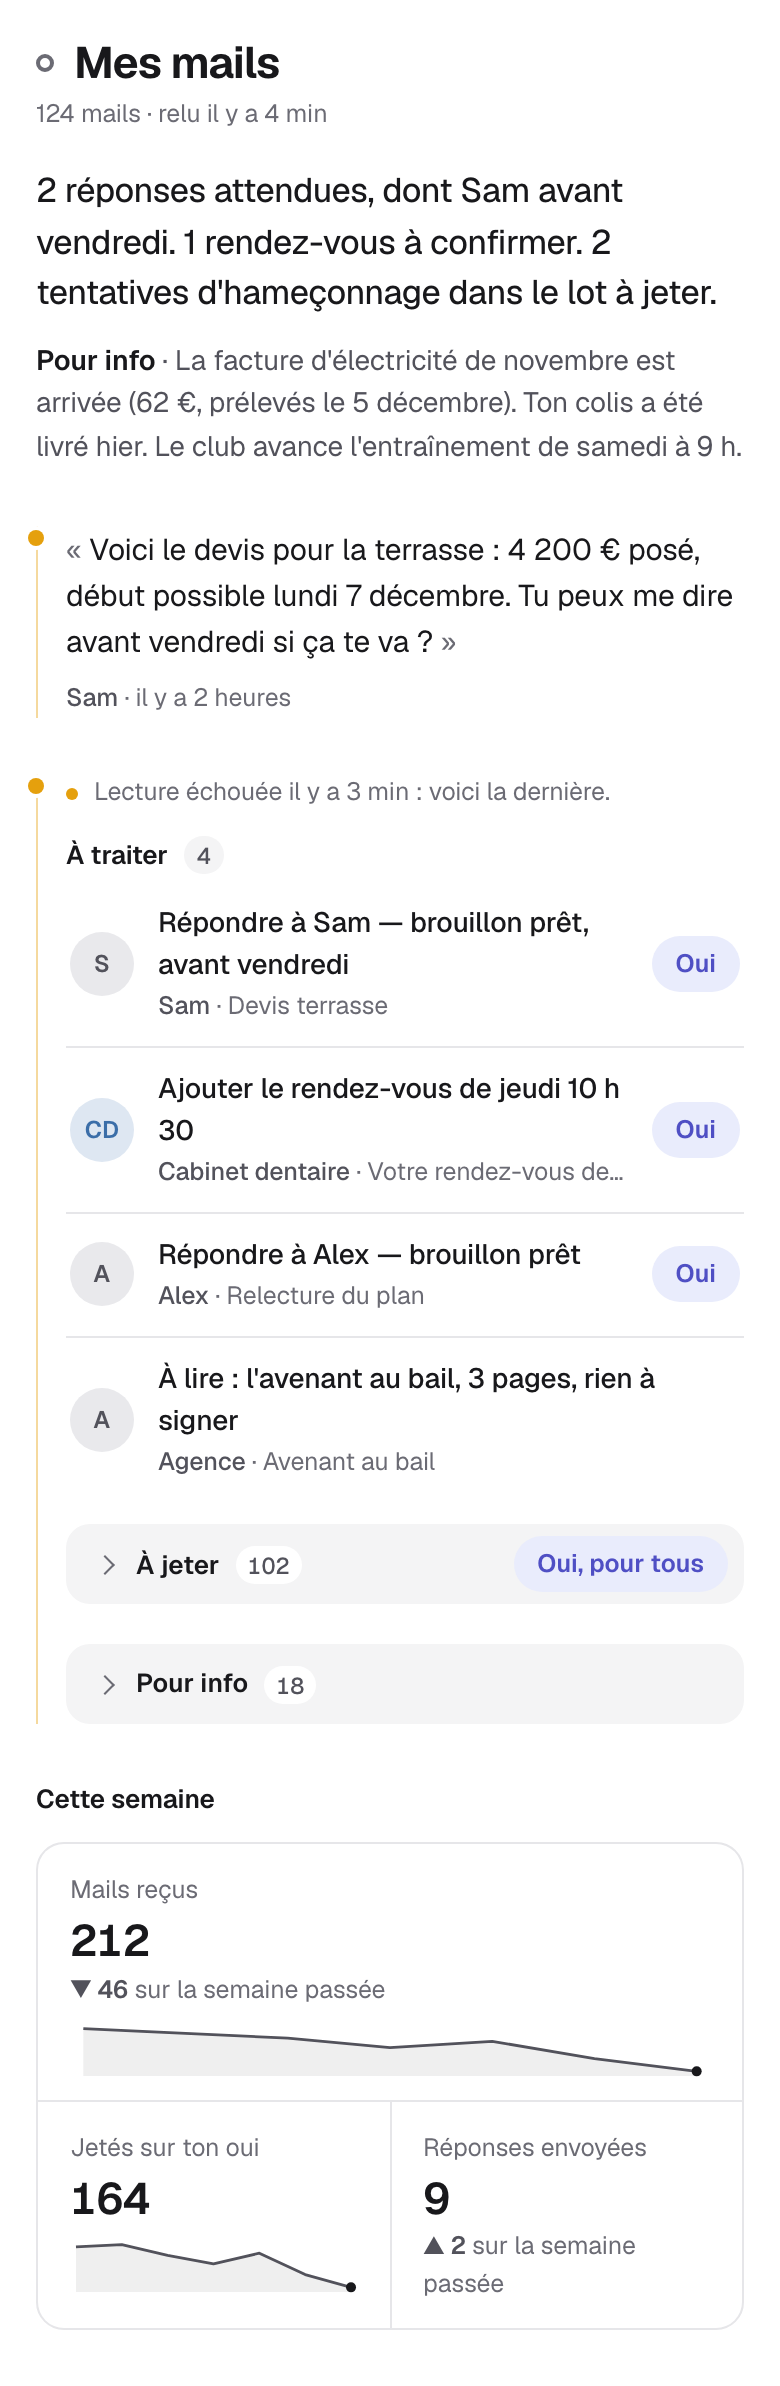 Mes mails
124 mails · relu il y a 4 min
2 réponses attendues, dont Sam avant
vendredi. 1 rendez-vous à confirmer. 2
tentatives d'hameçonnage dans le lot à jeter.
Pour info · La facture d'électricité de novembre est
arrivée (62 €, prélevés le 5 décembre). Ton colis a été
livré hier. Le club avance l'entraînement de samedi à 9 h.
« Voici le devis pour la terrasse : 4 200 € posé,
début possible lundi 7 décembre. Tu peux me dire
avant vendredi si ça te va ? »
Sam · il y a 2 heures
Lecture échouée il y a 3 min : voici la dernière.
À traiter 4
S
Répondre à Sam — brouillon prêt,
avant vendredi
Sam · Devis terrasse
Oui
CD
Ajouter le rendez-vous de jeudi 10 h
30
Cabinet dentaire · Votre rendez-vous de…
Oui
A
Répondre à Alex — brouillon prêt
Alex · Relecture du plan
Oui
A
À lire : l'avenant au bail, 3 pages, rien à
signer
Agence · Avenant au bail
À jeter 102 Oui, pour tous
Pour info 18
Cette semaine
Mails reçus
212
▼ 46 sur la semaine passée
Jetés sur ton oui
164
Réponses envoyées
9
▲ 2 sur la semaine
passée